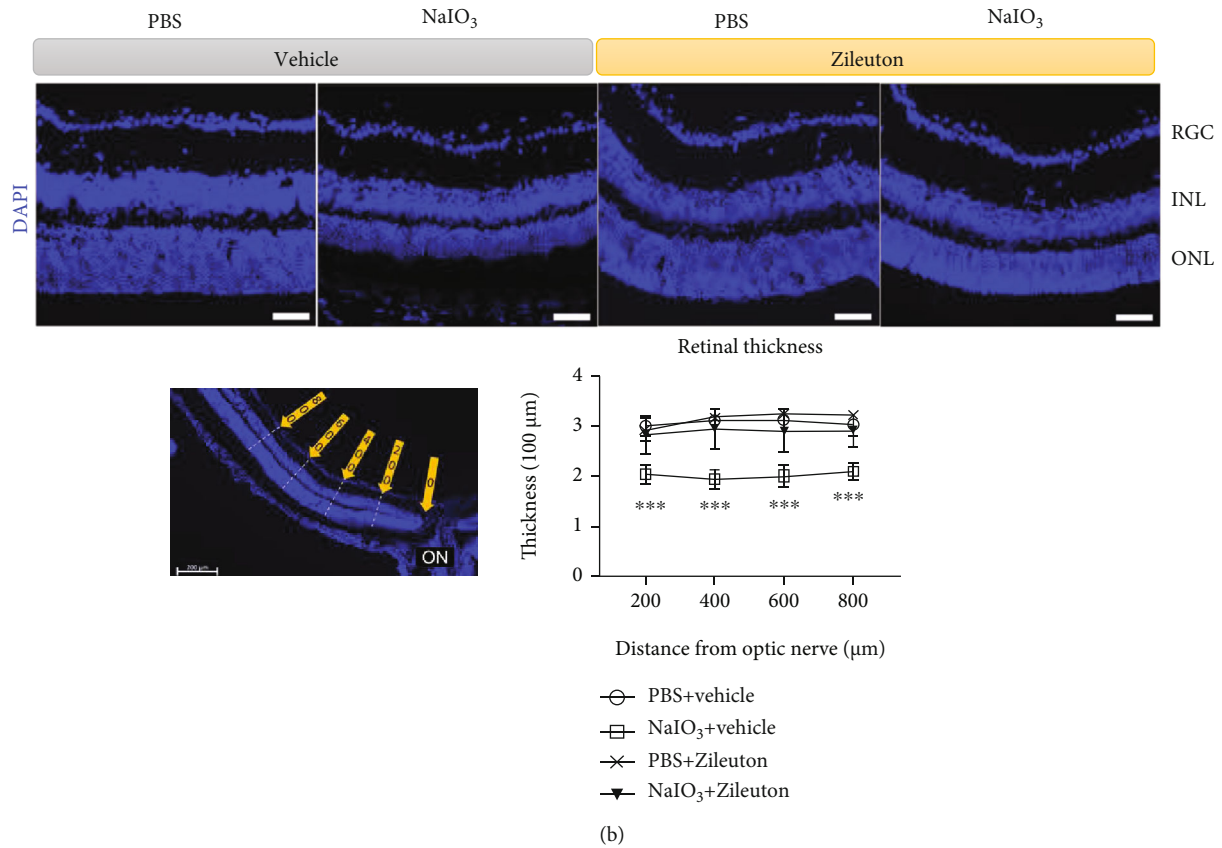 PBS NaIO₃ PBS NaIO₃
Vehicle Zileuton
DAPI
RGC
INL
ONL
800
600
400
200
0
ON
200 µm
Retinal thickness
Thickness (100 µm)
4
3
2
1
0
*** *** *** ***
200 400 600 800
Distance from optic nerve (µm)
PBS+vehicle
NaIO₃+vehicle
PBS+Zileuton
NaIO₃+Zileuton
(b)